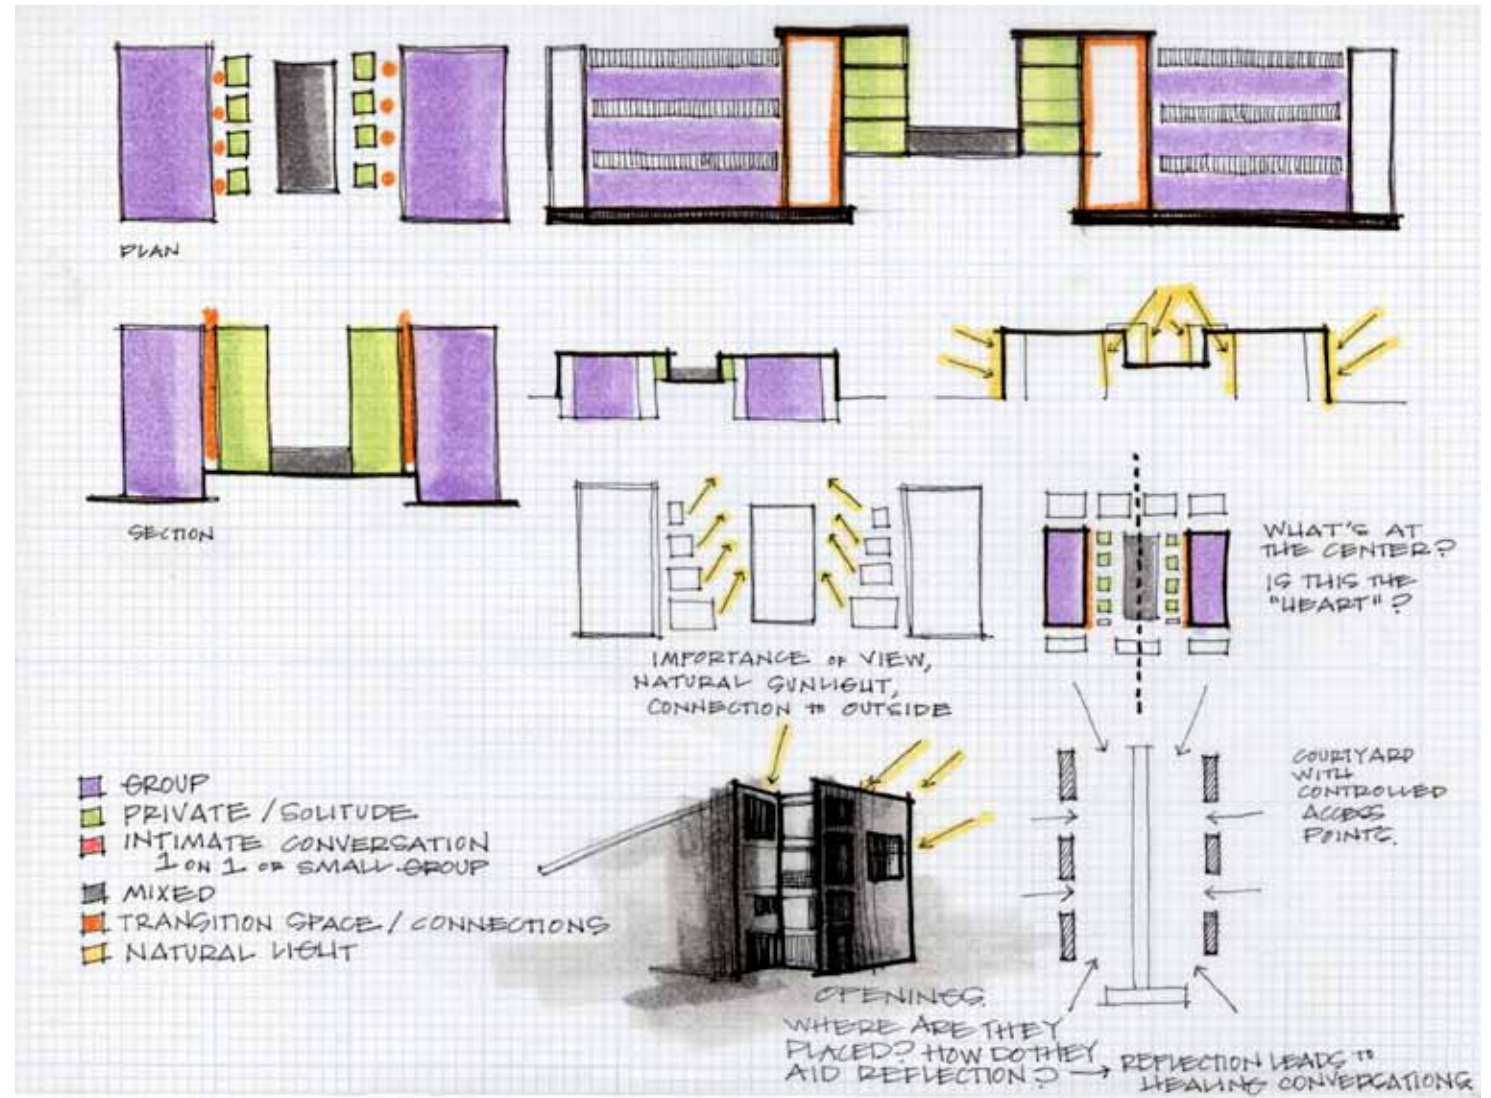 PLAN
SECTION
WHAT'S AT
THE CENTER?
IS THIS THE
"HEART"?
IMPORTANCE OF VIEW,
NATURAL SUNLIGHT,
CONNECTION TO OUTSIDE
GROUP
PRIVATE / SOLITUDE
INTIMATE CONVERSATION
1 ON 1 OR SMALL GROUP
MIXED
TRANSITION SPACE / CONNECTIONS
NATURAL LIGHT
COURTYARD
WITH
CONTROLLED
ACCESS
POINTS.
OPENINGS.
WHERE ARE THEY
PLACED? HOW DO THEY
AID REFLECTION? → REFLECTION LEADS TO
HEALING CONVERSATIONS